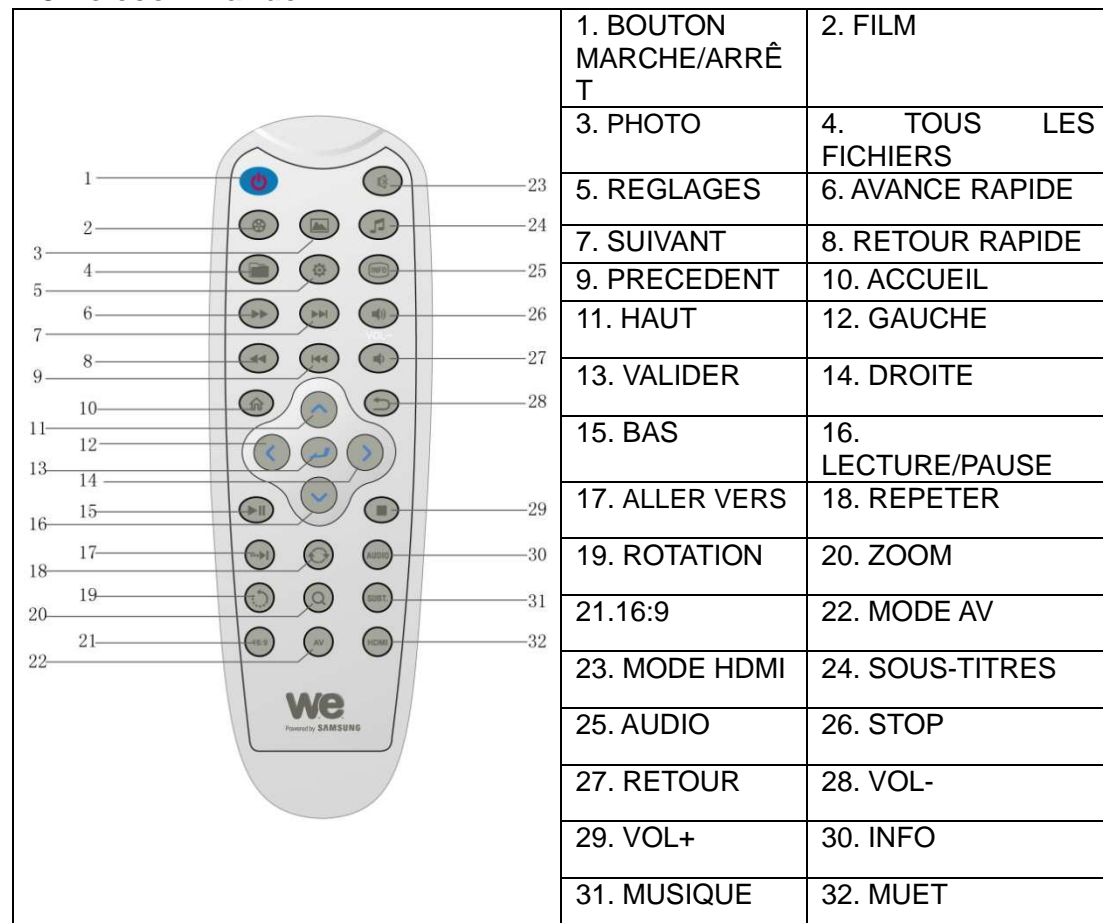 1. BOUTON
MARCHE/ARRÊ
T
2. FILM
3. PHOTO
4. TOUS LES
FICHIERS
5. REGLAGES
6. AVANCE RAPIDE
7. SUIVANT
8. RETOUR RAPIDE
9. PRECEDENT
10. ACCUEIL
11. HAUT
12. GAUCHE
13. VALIDER
14. DROITE
15. BAS
16.
LECTURE/PAUSE
17. ALLER VERS
18. REPETER
19. ROTATION
20. ZOOM
21.16:9
22. MODE AV
23. MODE HDMI
24. SOUS-TITRES
25. AUDIO
26. STOP
27. RETOUR
28. VOL-
29. VOL+
30. INFO
31. MUSIQUE
32. MUET
1
23
2
24
3
4
INFO
25
5
6
26
7
8
27
9
10
28
11
12
13
14
15
29
16
17
AUDIO
30
18
19
SUBT.
31
20
21
16:9
AV
HDMI
32
22
we
Powered by SAMSUNG